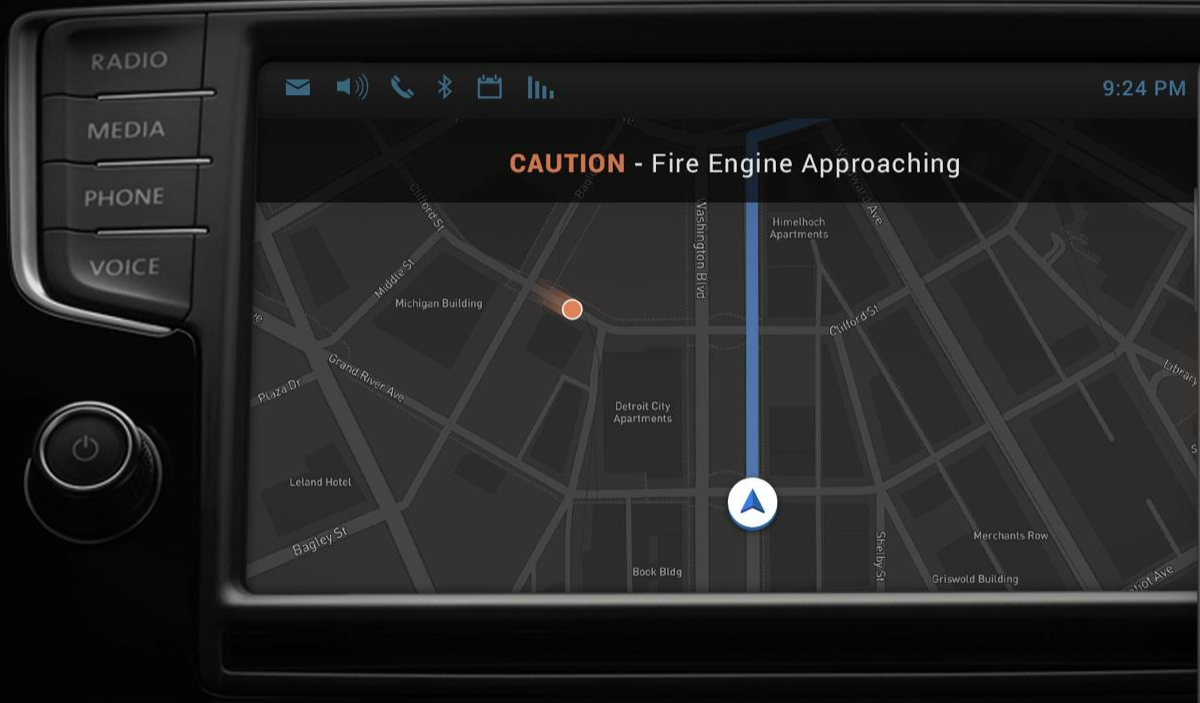 RADIO
MEDIA
PHONE
VOICE
9:24 PM
CAUTION - Fire Engine Approaching
Clifford St
Washington Blvd
Himelhoch
Apartments
Middle St
Michigan Building
Clifford St
Grand River Ave
Plaza Dr
Library
Detroit City
Apartments
Leland Hotel
Bagley St
Shelby St
Merchants Row
Bock Bldg
Griswold Building